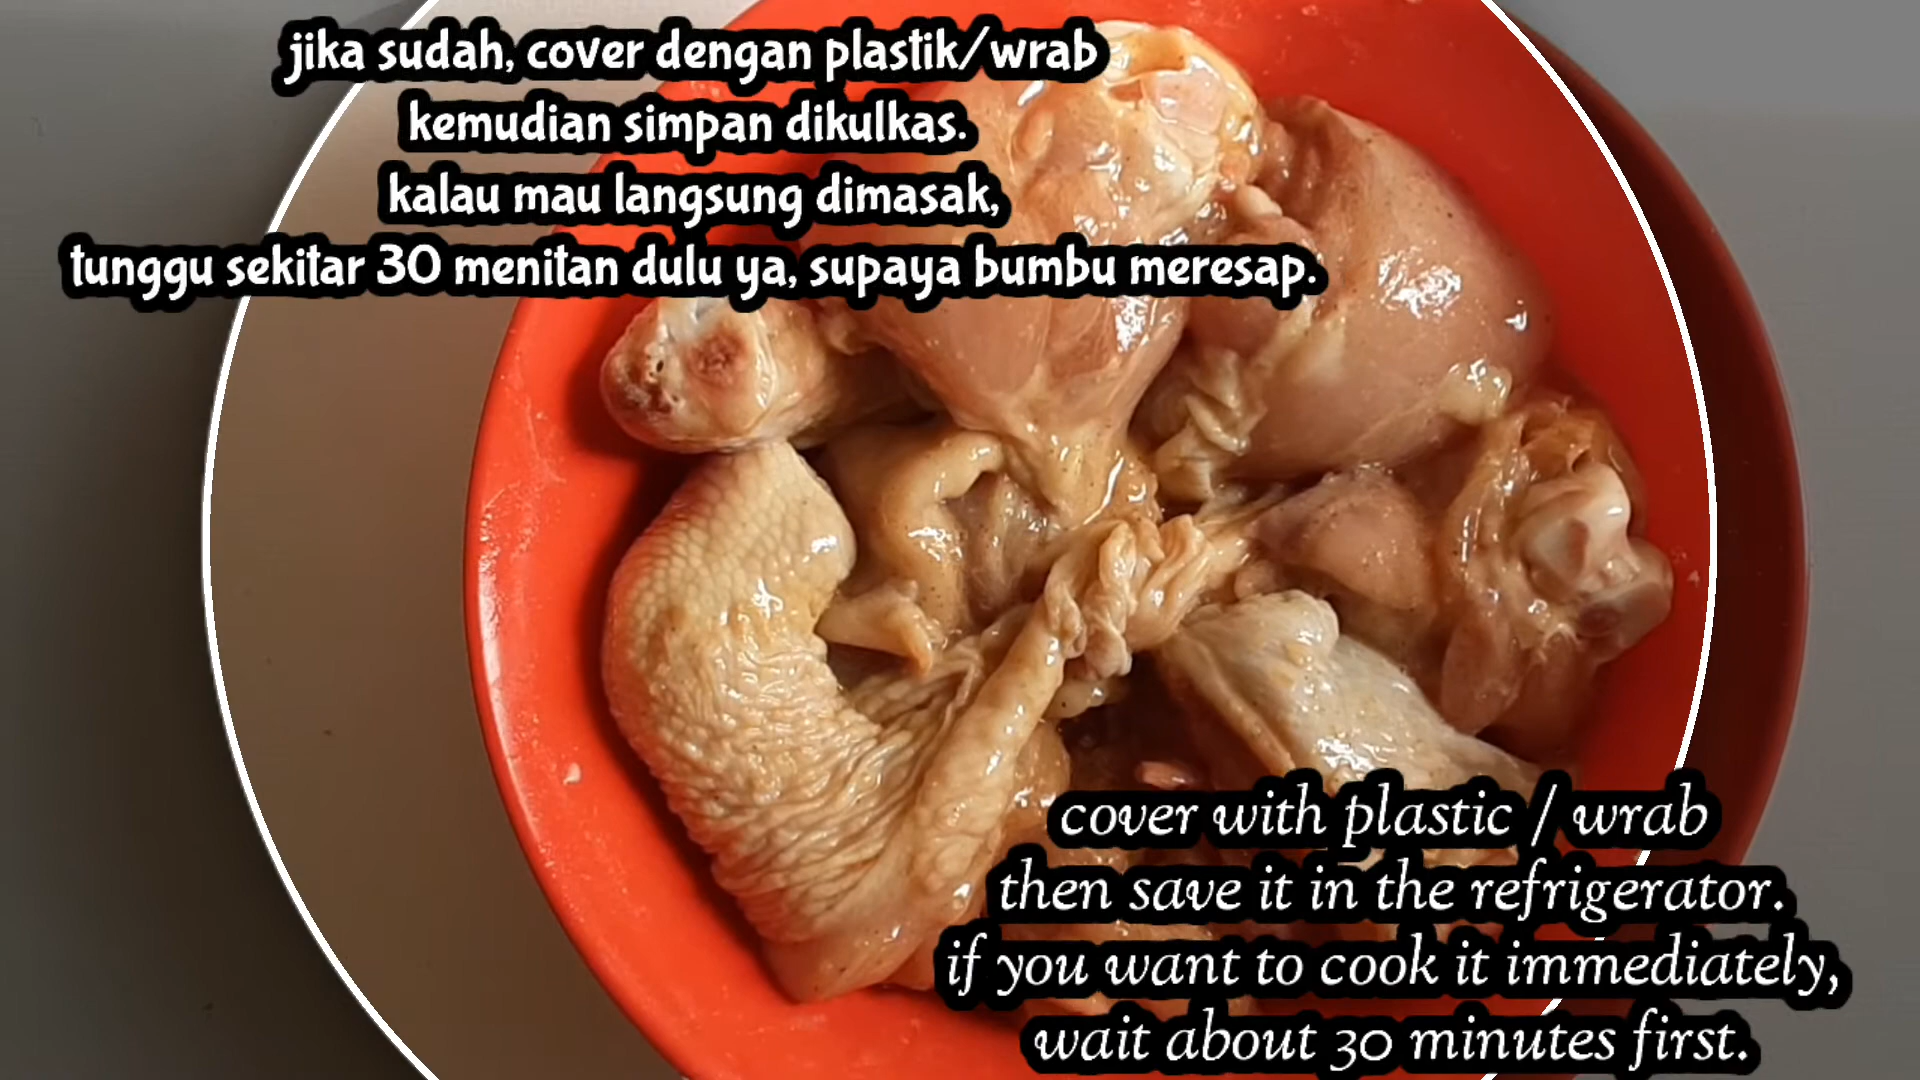 jika sudah, cover dengan plastik/wrab
kemudian simpan dikulkas.
kalau mau langsung dimasak,
tunggu sekitar 30 menitan dulu ya, supaya bumbu meresap.
cover with plastic / wrab
then save it in the refrigerator.
if you want to cook it immediately,
wait about 30 minutes first.